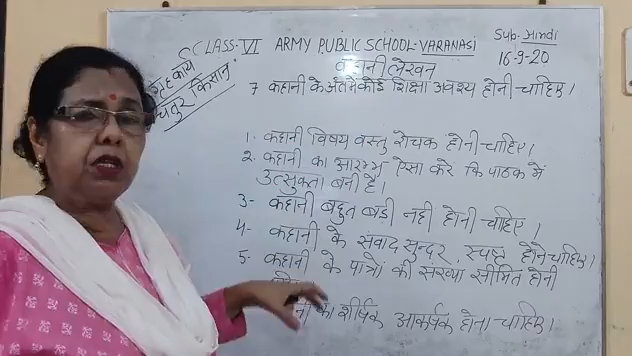 CLASS-VI ARMY PUBLIC SCHOOL-VARANASI
Sub- Hindi
16-9-20
कहानी लेखन
गृह कार्य
चतुर किसान
7 कहानी के अंत में कोई शिक्षा अवश्य होनी चाहिए।
1. कहानी विषय वस्तु रोचक होनी चाहिए।
2. कहानी का आरम्भ ऐसा करें कि पाठक में
उत्सुकता बनी है।
3- कहानी बहुत बडी नही होनी चाहिए।
4- कहानी के संवाद सुन्दर, स्पष्ट होने चाहिए।
5- कहानी के पात्रों की संख्या सीमित होनी
का शीर्षक आकर्षक होना चाहिए।